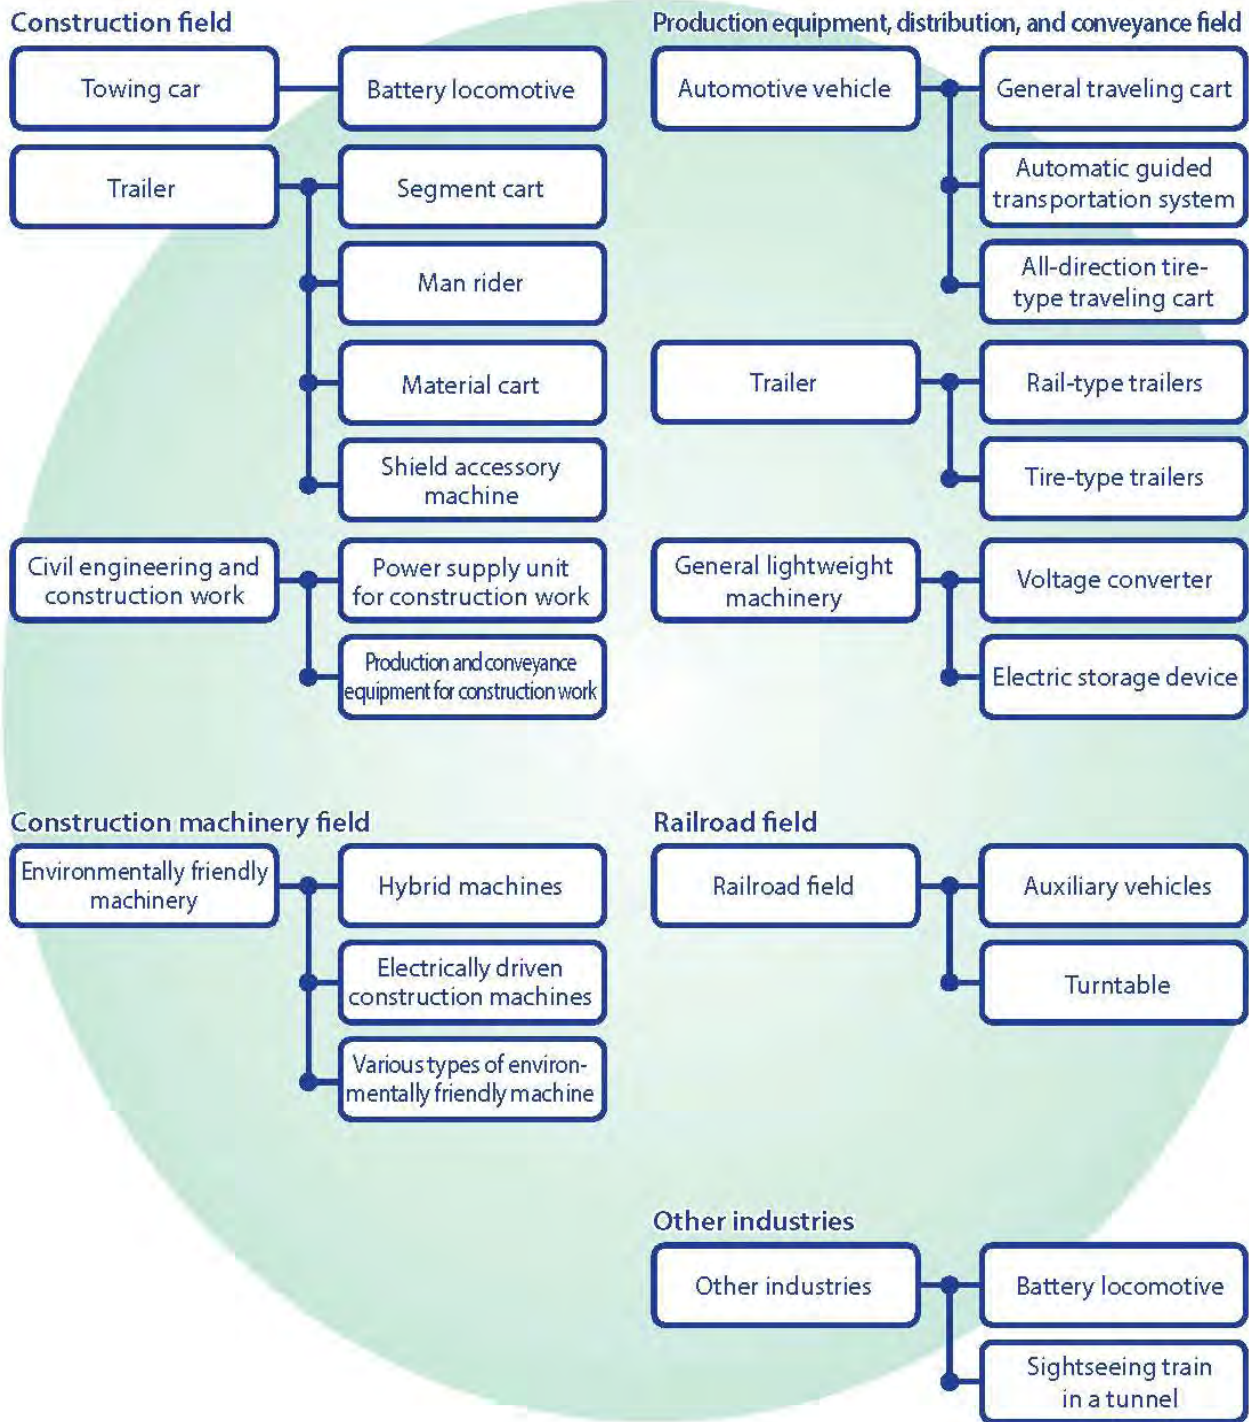 Construction field
Towing car
Battery locomotive
Trailer
Segment cart
Man rider
Material cart
Shield accessory
machine
Civil engineering and
construction work
Power supply unit
for construction work
Production and conveyance
equipment for construction work
Production equipment, distribution, and conveyance field
Automotive vehicle
General traveling cart
Automatic guided
transportation system
All-direction tire-
type traveling cart
Trailer
Rail-type trailers
Tire-type trailers
General lightweight
machinery
Voltage converter
Electric storage device
Construction machinery field
Environmentally friendly
machinery
Hybrid machines
Electrically driven
construction machines
Various types of environ-
mentally friendly machine
Railroad field
Railroad field
Auxiliary vehicles
Turntable
Other industries
Other industries
Battery locomotive
Sightseeing train
in a tunnel